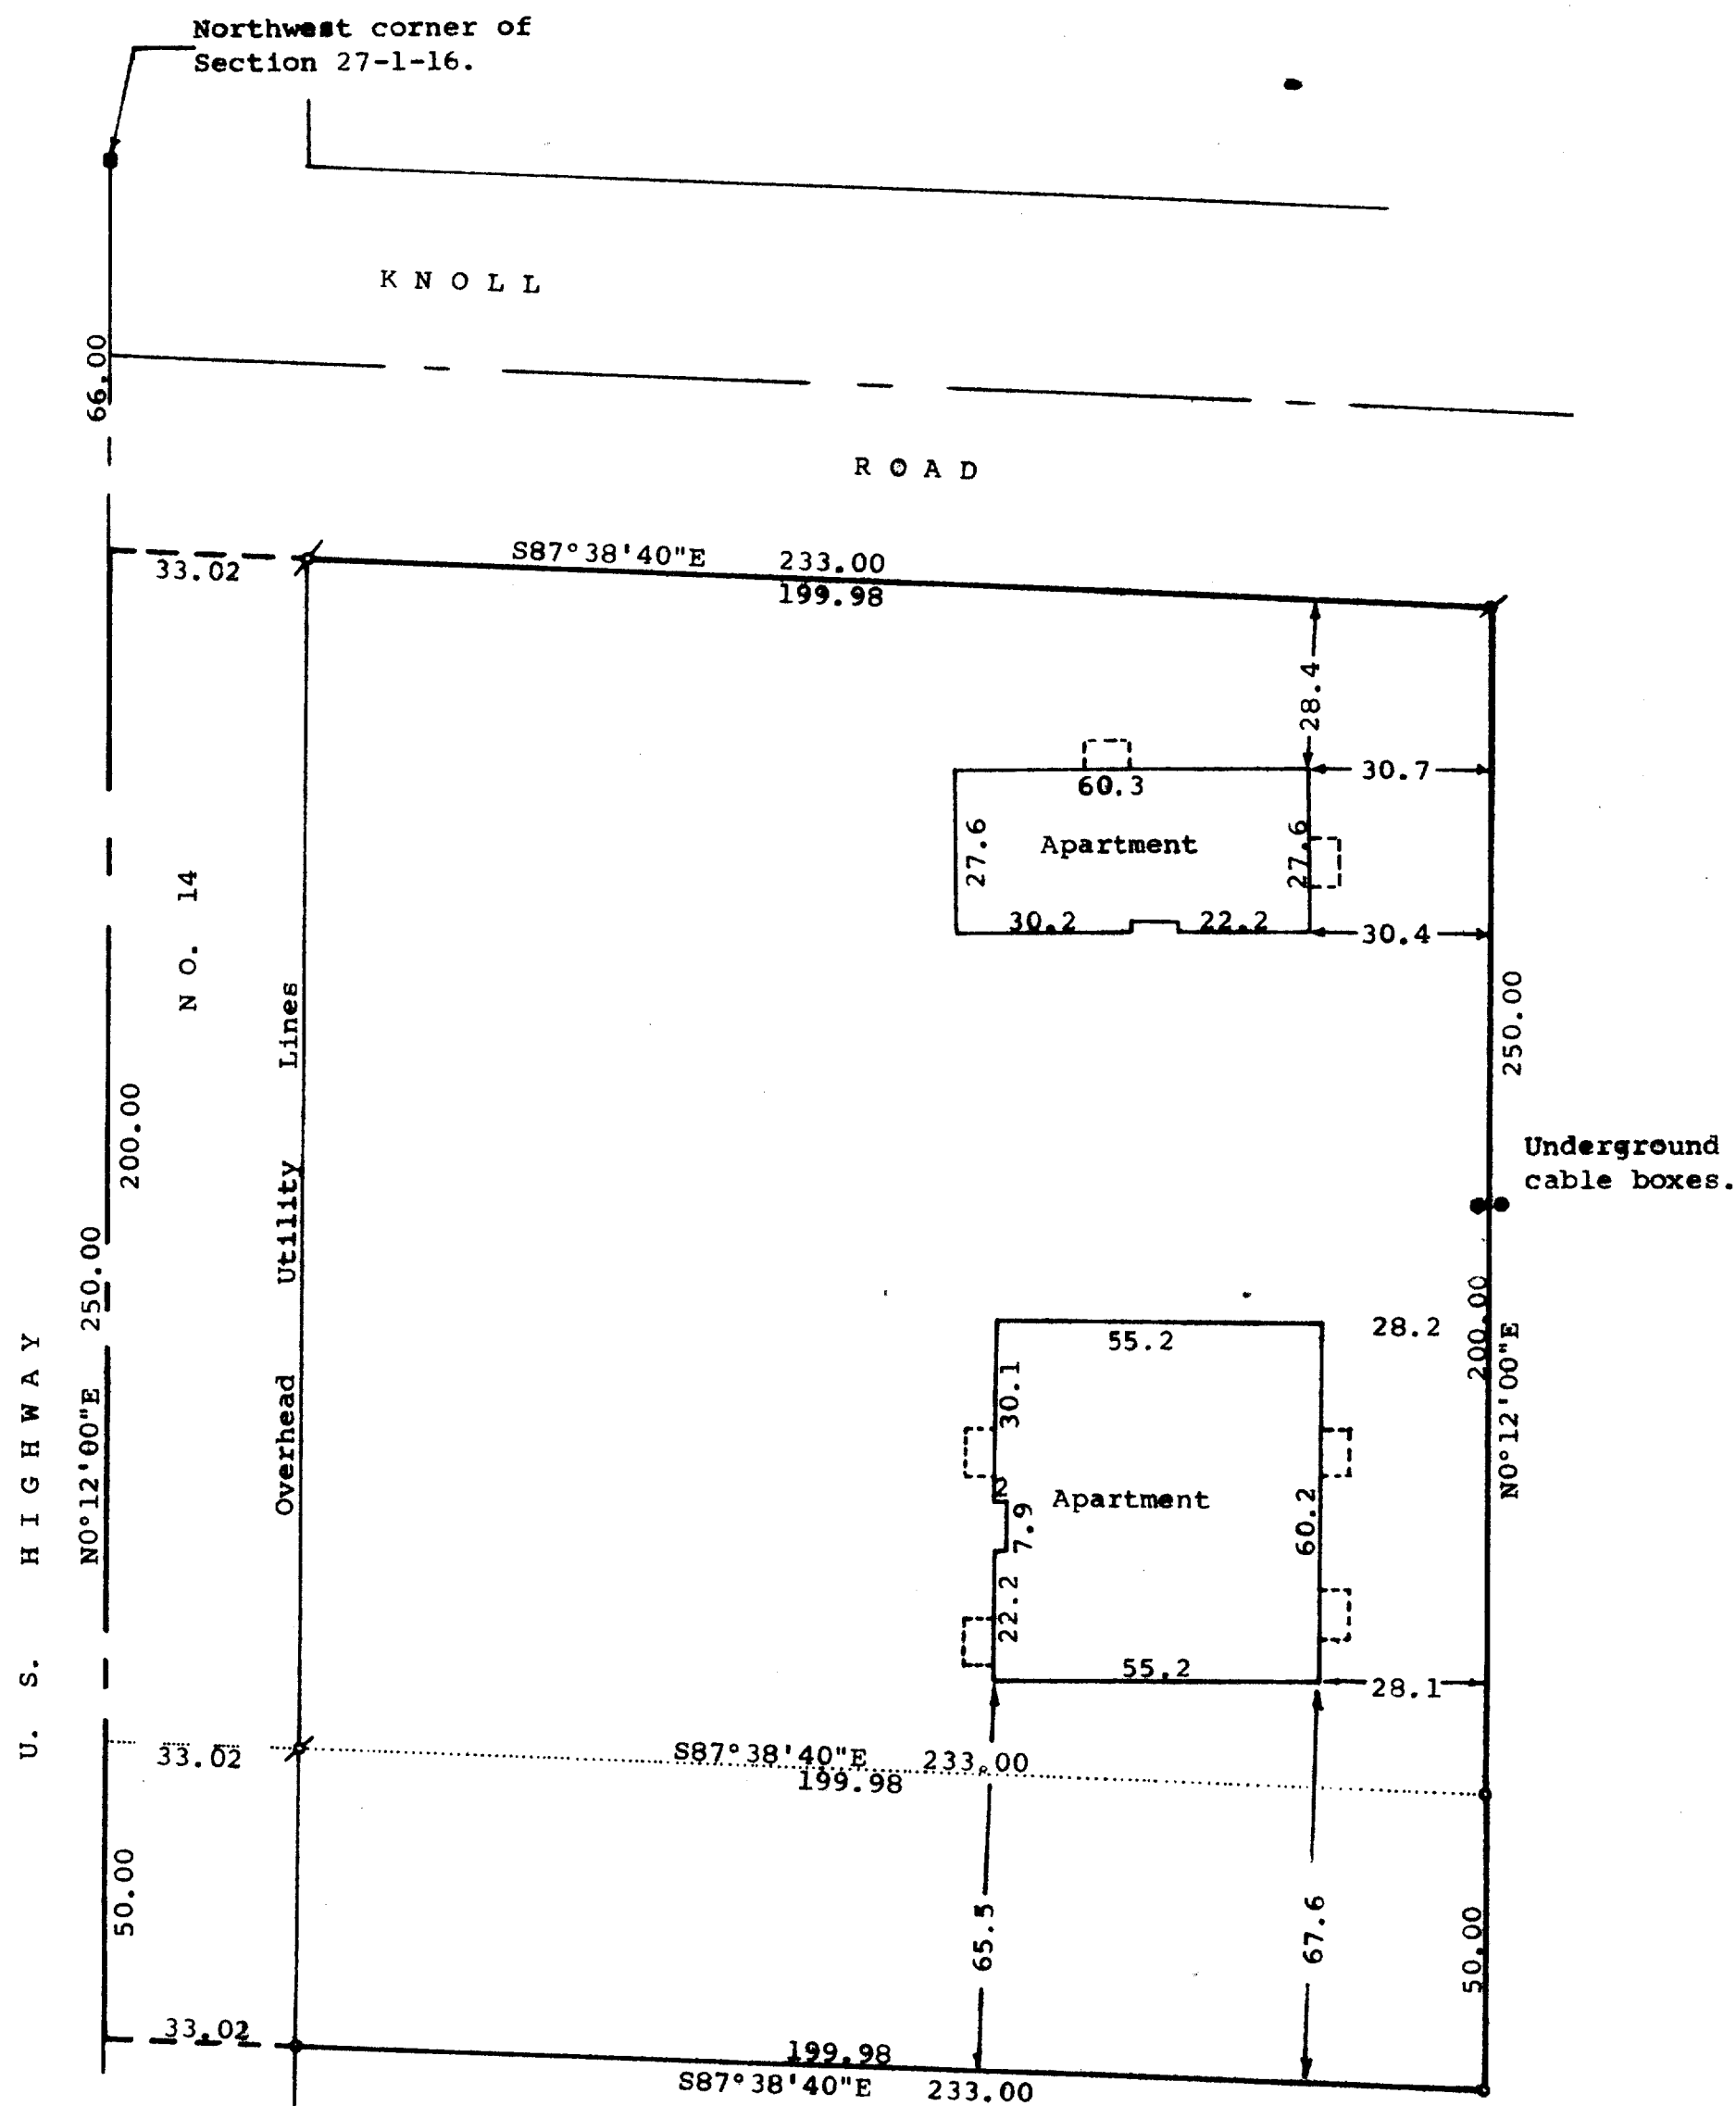 Northwest corner of
Section 27-1-16.
KNOLL
66.00
ROAD
33.02
S87°38'40"E 233.00
199.98
28.4
30.7
60.3
27.6
Apartment
27.6
30.2
22.2
30.4
NO. 14
250.00
Overhead Utility Lines
200.00
Underground
cable boxes.
N0°12'00"E 250.00
U. S. HIGHWAY
200.00
N0°12'00"E
55.2
28.2
30.1
2
7.9
Apartment
60.2
22.2
55.2
28.1
33.02
S87°38'40"E 233.00
199.98
50.00
65.5
67.6
50.00
33.02
199.98
S87°38'40"E 233.00